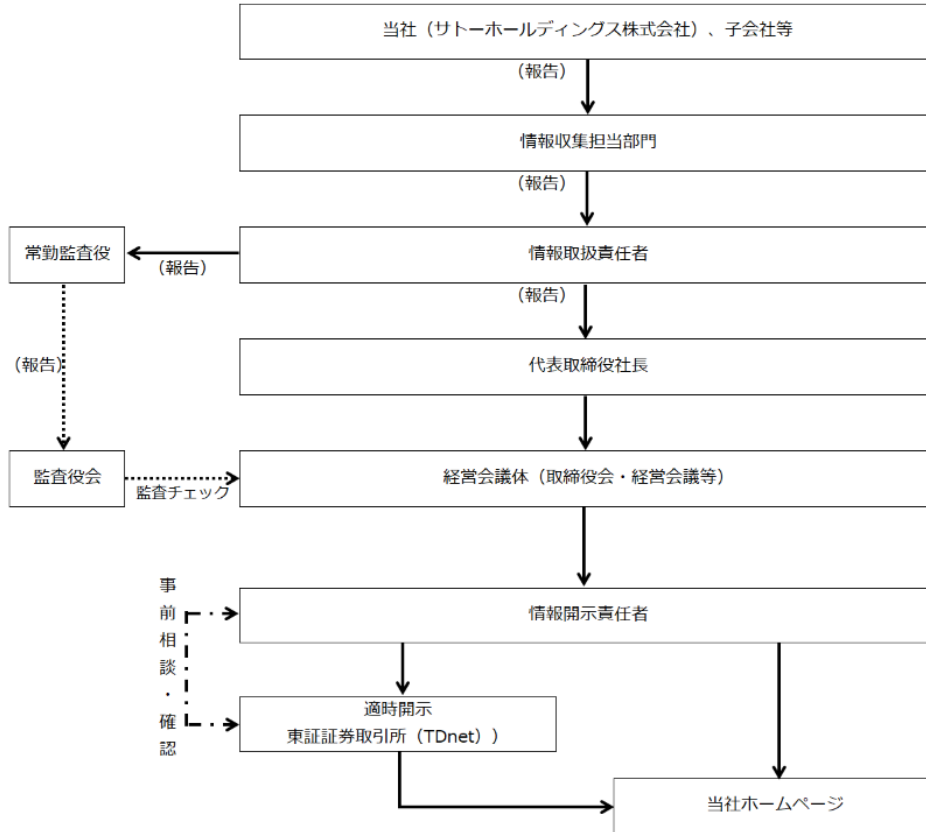 当社（サトーホールディングス株式会社）、子会社等
（報告）
情報収集担当部門
（報告）
常勤監査役
情報取扱責任者
（報告）
（報告）
代表取締役社長
（報告）
監査役会
監査チェック
経営会議体（取締役会・経営会議等）
事前相談・確認
情報開示責任者
適時開示
東証証券取引所（TDnet））
当社ホームページ